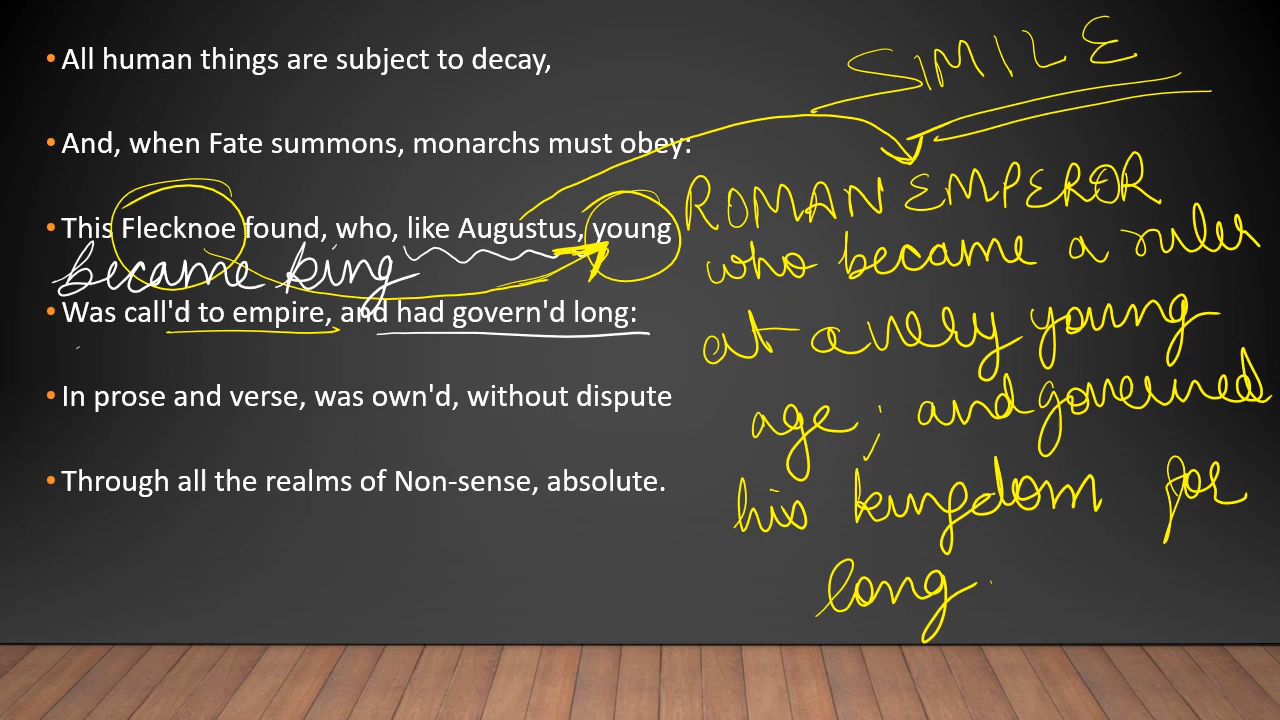 SIMILE
• All human things are subject to decay,
• And, when Fate summons, monarchs must obey:
• This Flecknoe found, who, like Augustus, young
became king
• Was call'd to empire, and had govern'd long:
• In prose and verse, was own'd, without dispute
• Through all the realms of Non-sense, absolute.
ROMAN EMPEROR
who became a ruler
at a very young
age; and governed
his kingdom for
long.